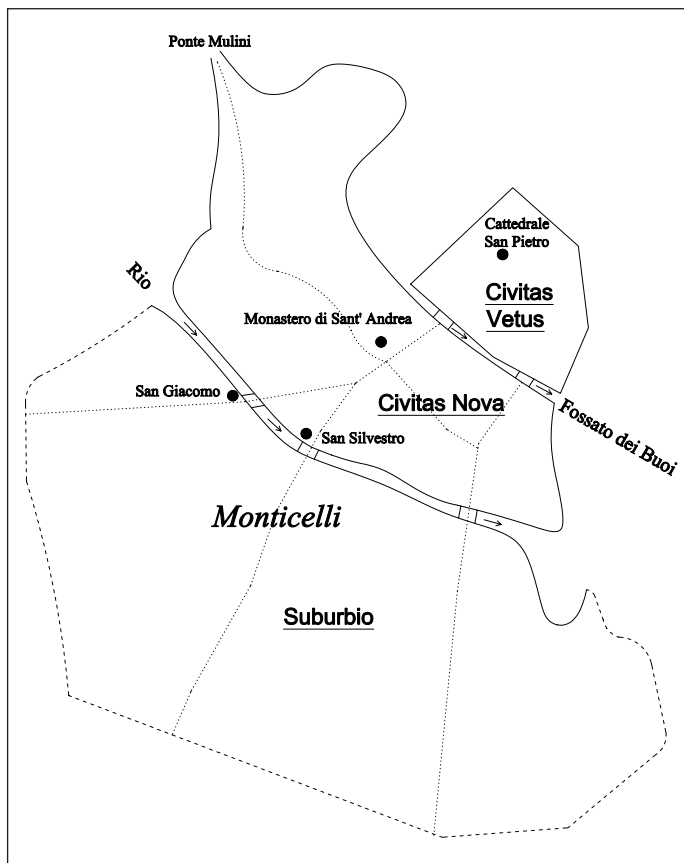 Ponte Mulini
Cattedrale
San Pietro
Rio
Civitas
Vetus
Monastero di Sant' Andrea
San Giacomo
Civitas Nova
Fossato dei Buoi
San Silvestro
Monticelli
Suburbio